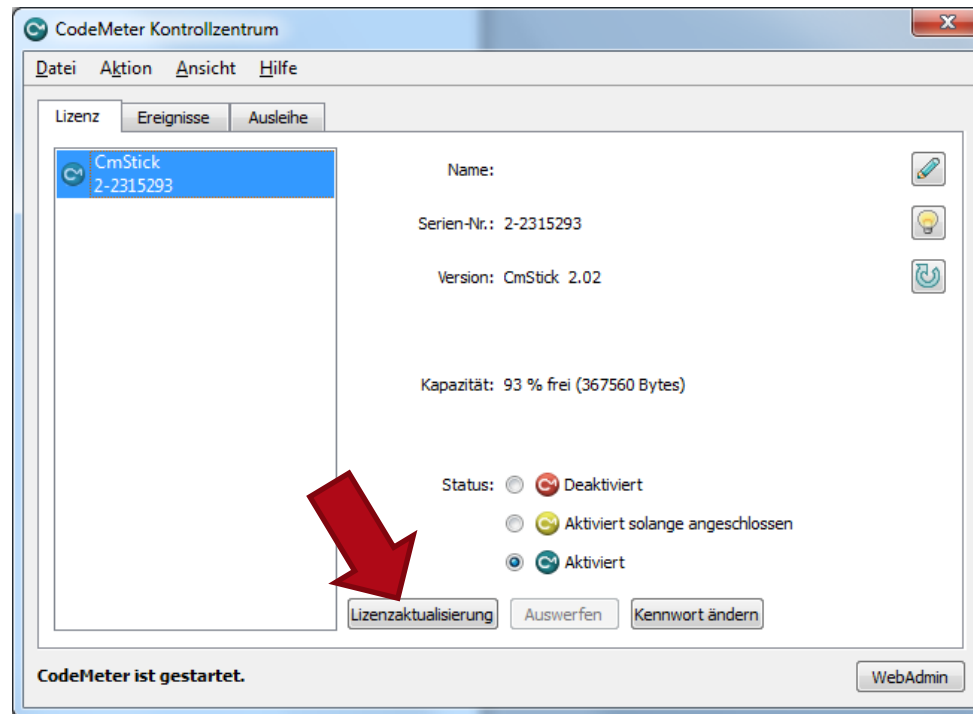 CodeMeter Kontrollzentrum
Datei Aktion Ansicht Hilfe
Lizenz Ereignisse Ausleihe
CmStick
2-2315293
Name:
Serien-Nr.: 2-2315293
Version: CmStick 2.02
Kapazität: 93 % frei (367560 Bytes)
Status: Deaktiviert
Aktiviert solange angeschlossen
Aktiviert
Lizenzaktualisierung Auswerfen Kennwort ändern
CodeMeter ist gestartet. WebAdmin